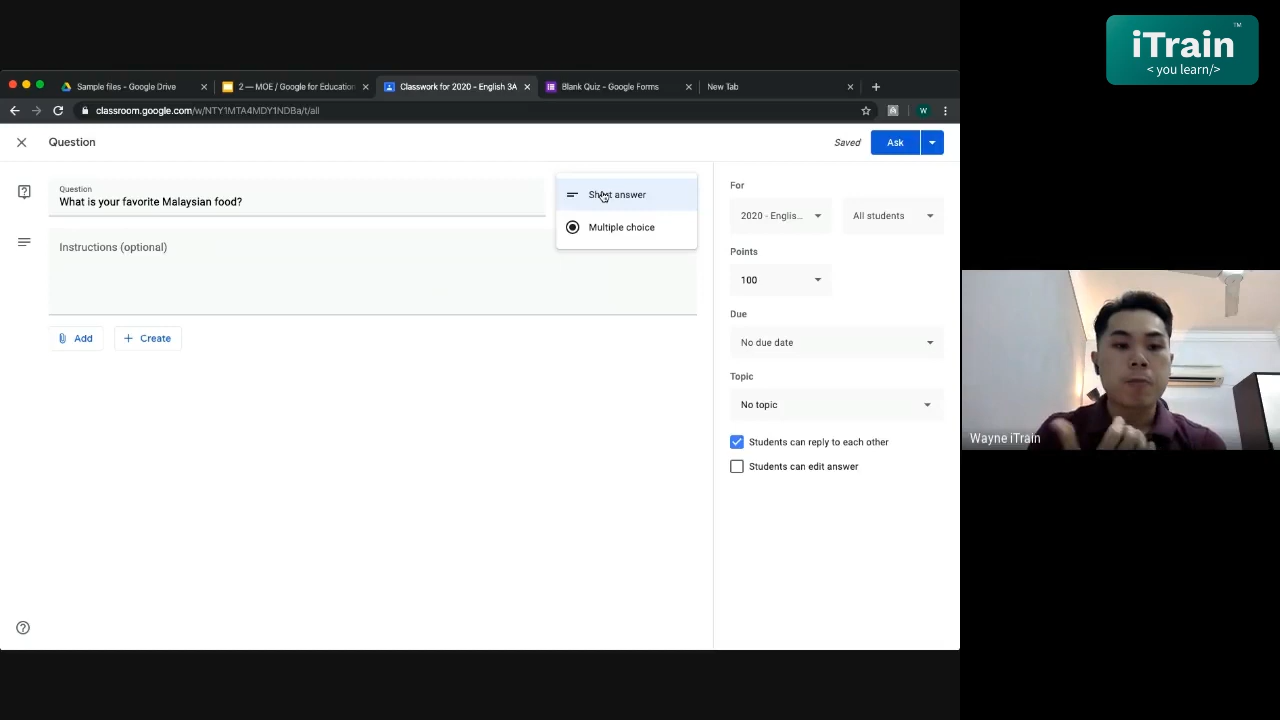 iTrain
TM
< you learn/>
Sample files - Google Drive
2 — MOE / Google for Education
Classwork for 2020 - English 3A
Blank Quiz - Google Forms
New Tab
classroom.google.com/w/NTY1MTA4MDY1NDBa/t/all
W
Question
Saved
Ask
Question
What is your favorite Malaysian food?
Short answer
Multiple choice
Instructions (optional)
Add
Create
For
2020 - Englis...
All students
Points
100
Due
No due date
Topic
No topic
Students can reply to each other
Students can edit answer
Wayne iTrain